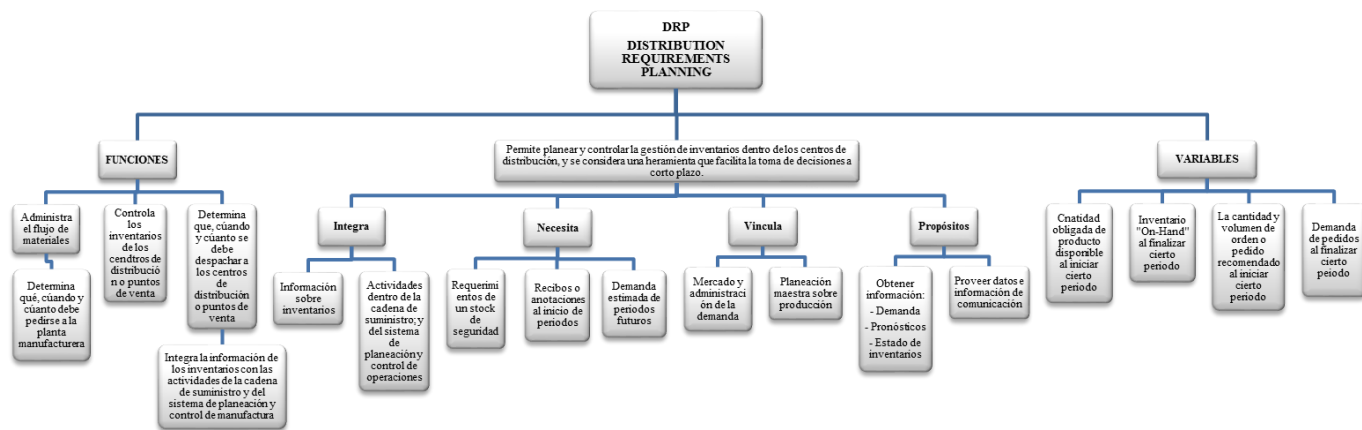 DRP
DISTRIBUTION
REQUIREMENTS
PLANNING
FUNCIONES
Administra
el flujo de
materiales
Determina
qué, cúando y
cúanto debe
pedirse a la
planta
manufacturera
Controla
los
inventarios
de los
cendtros de
distribució
n o puntos
de venta
Determina
que, cúando y
cúanto se
debe
despachar a
los centros
de
distribución
o puntos de
venta
Integra la información de
los inventarios con las
actividades de la cadena
de suministro y del
sistema de planeación y
control de manufactura
Permite planear y controlar la gestión de inventarios dentro de los centros de
distribución, y se considera una heramienta que facilita la toma de decisiones a
corto plazo.
Integra
Información
sobre
inventarios
Actividades
dentro de la
cadena de
suministro; y
del sistema
de
planeación y
control de
operaciones
Necesita
Requerimi
entos de
un stock
de
seguridad
Recibos o
anotaciones
al inicio de
periodos
Demanda
estimada de
periodos
futuros
Vincula
Mercado y
administraci
ón de la
demanda
Planeación
maestra sobre
producción
Propósitos
Obtener
información:
- Demanda
- Pronósticos
- Estado de
inventarios
Proveer datos e
información de
comunicación
VARIABLES
Cnatidad
obligada de
producto
disponible
al iniciar
cierto
periodo
Inventario
"On-Hand"
al finalizar
cierto
periodo
La cantidad y
volumen de
orden o
pedido
recomendado
al iniciar
cierto
periodo
Demanda
de pedidos
al finalizar
cierto
periodo